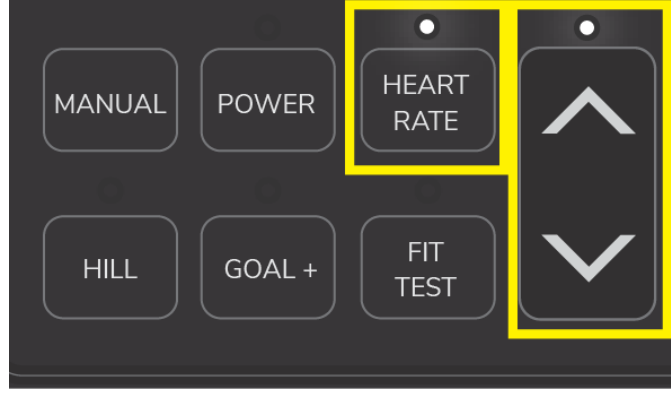 MANUAL
POWER
HEART
RATE
HILL
GOAL +
FIT
TEST